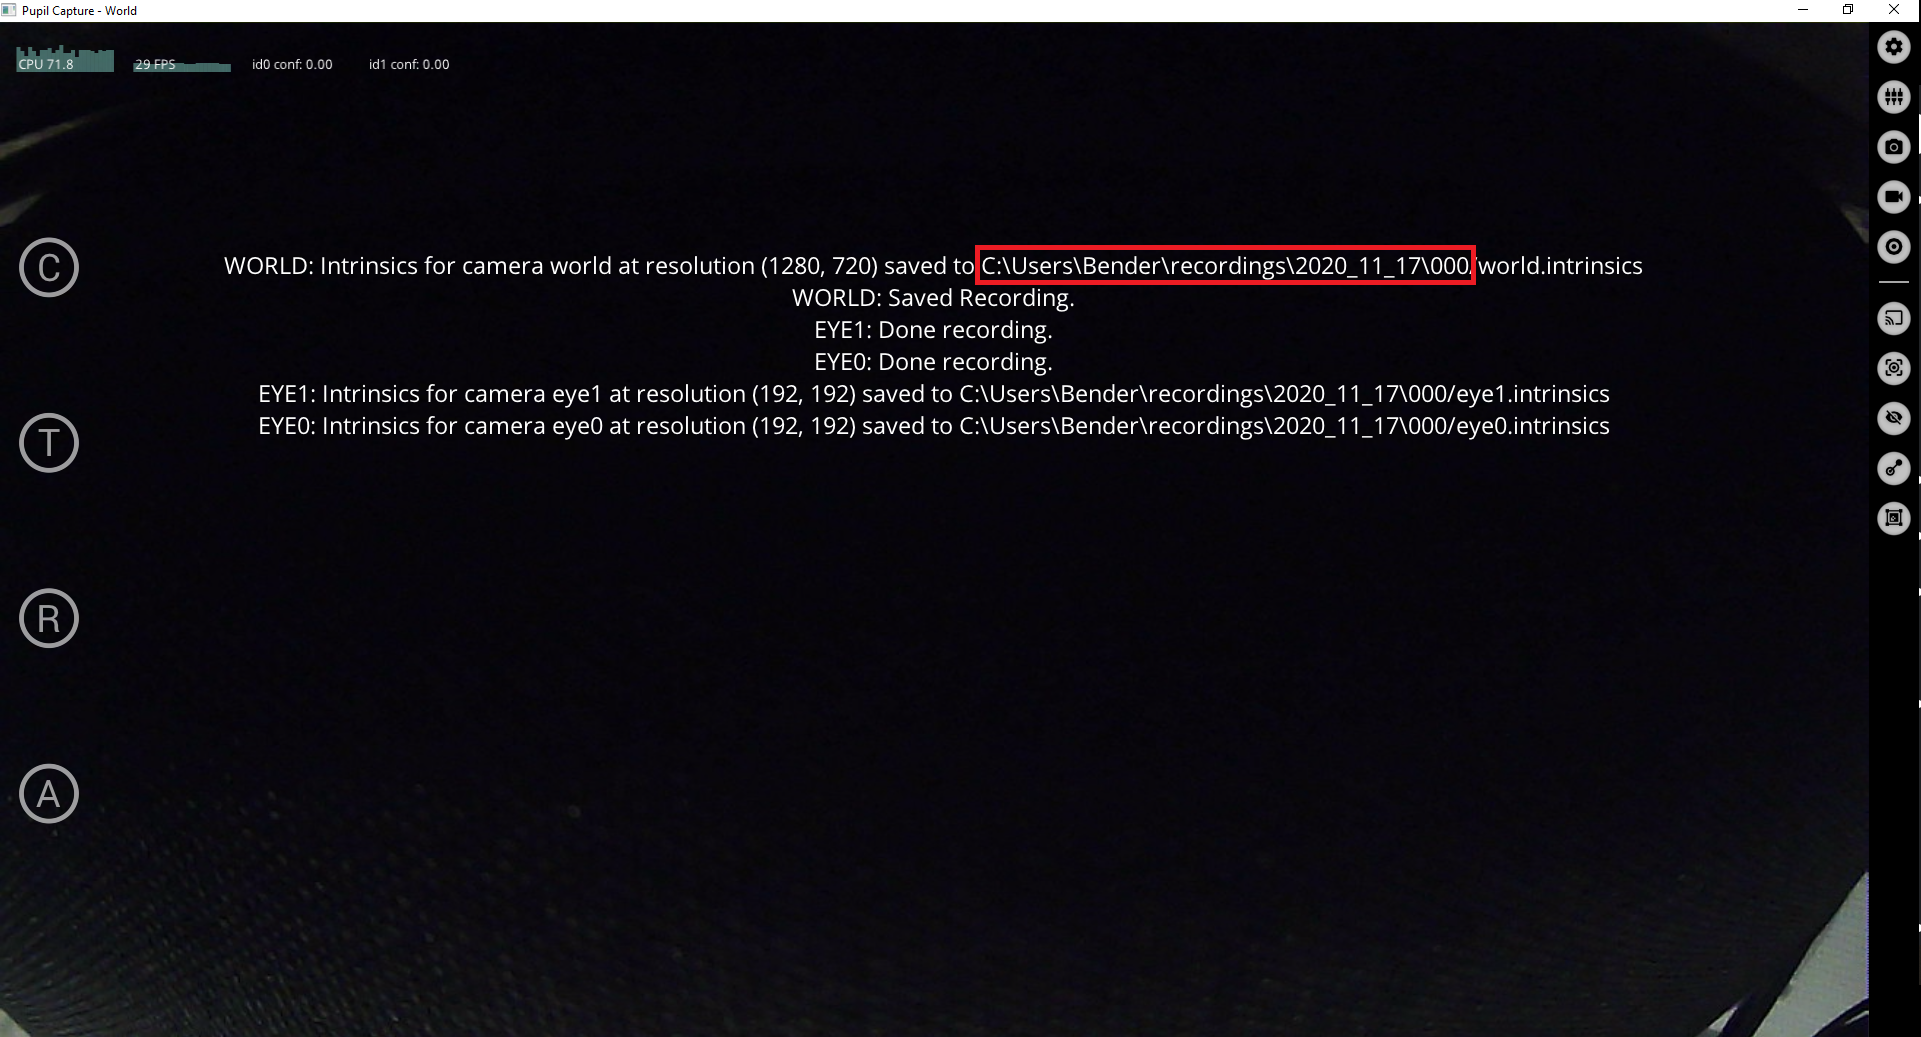 Pupil Capture - World
CPU 71.8 29 FPS id0 conf: 0.00 id1 conf: 0.00
WORLD: Intrinsics for camera world at resolution (1280, 720) saved to C:\Users\Bender\recordings\2020_11_17\000/world.intrinsics
WORLD: Saved Recording.
EYE1: Done recording.
EYE0: Done recording.
EYE1: Intrinsics for camera eye1 at resolution (192, 192) saved to C:\Users\Bender\recordings\2020_11_17\000/eye1.intrinsics
EYE0: Intrinsics for camera eye0 at resolution (192, 192) saved to C:\Users\Bender\recordings\2020_11_17\000/eye0.intrinsics
C
T
R
A